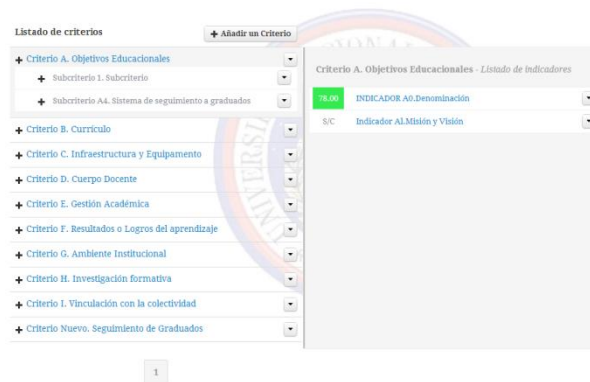 Listado de criterios
+ Añadir un Criterio
+ Criterio A. Objetivos Educacionales
+ Subcriterio 1. Subcriterio
+ Subcriterio A4. Sistema de seguimiento a graduados
+ Criterio B. Currículo
+ Criterio C. Infraestructura y Equipamento
+ Criterio D. Cuerpo Docente
+ Criterio E. Gestión Académica
+ Criterio F. Resultados o Logros del aprendizaje
+ Criterio G. Ambiente Institucional
+ Criterio H. Investigación formativa
+ Criterio I. Vinculación con la colectividad
+ Criterio Nuevo. Seguimiento de Graduados
1
Criterio A. Objetivos Educacionales - Listado de indicadores
78.00 INDICADOR A0.Denominación
S/C Indicador A1.Misión y Visión